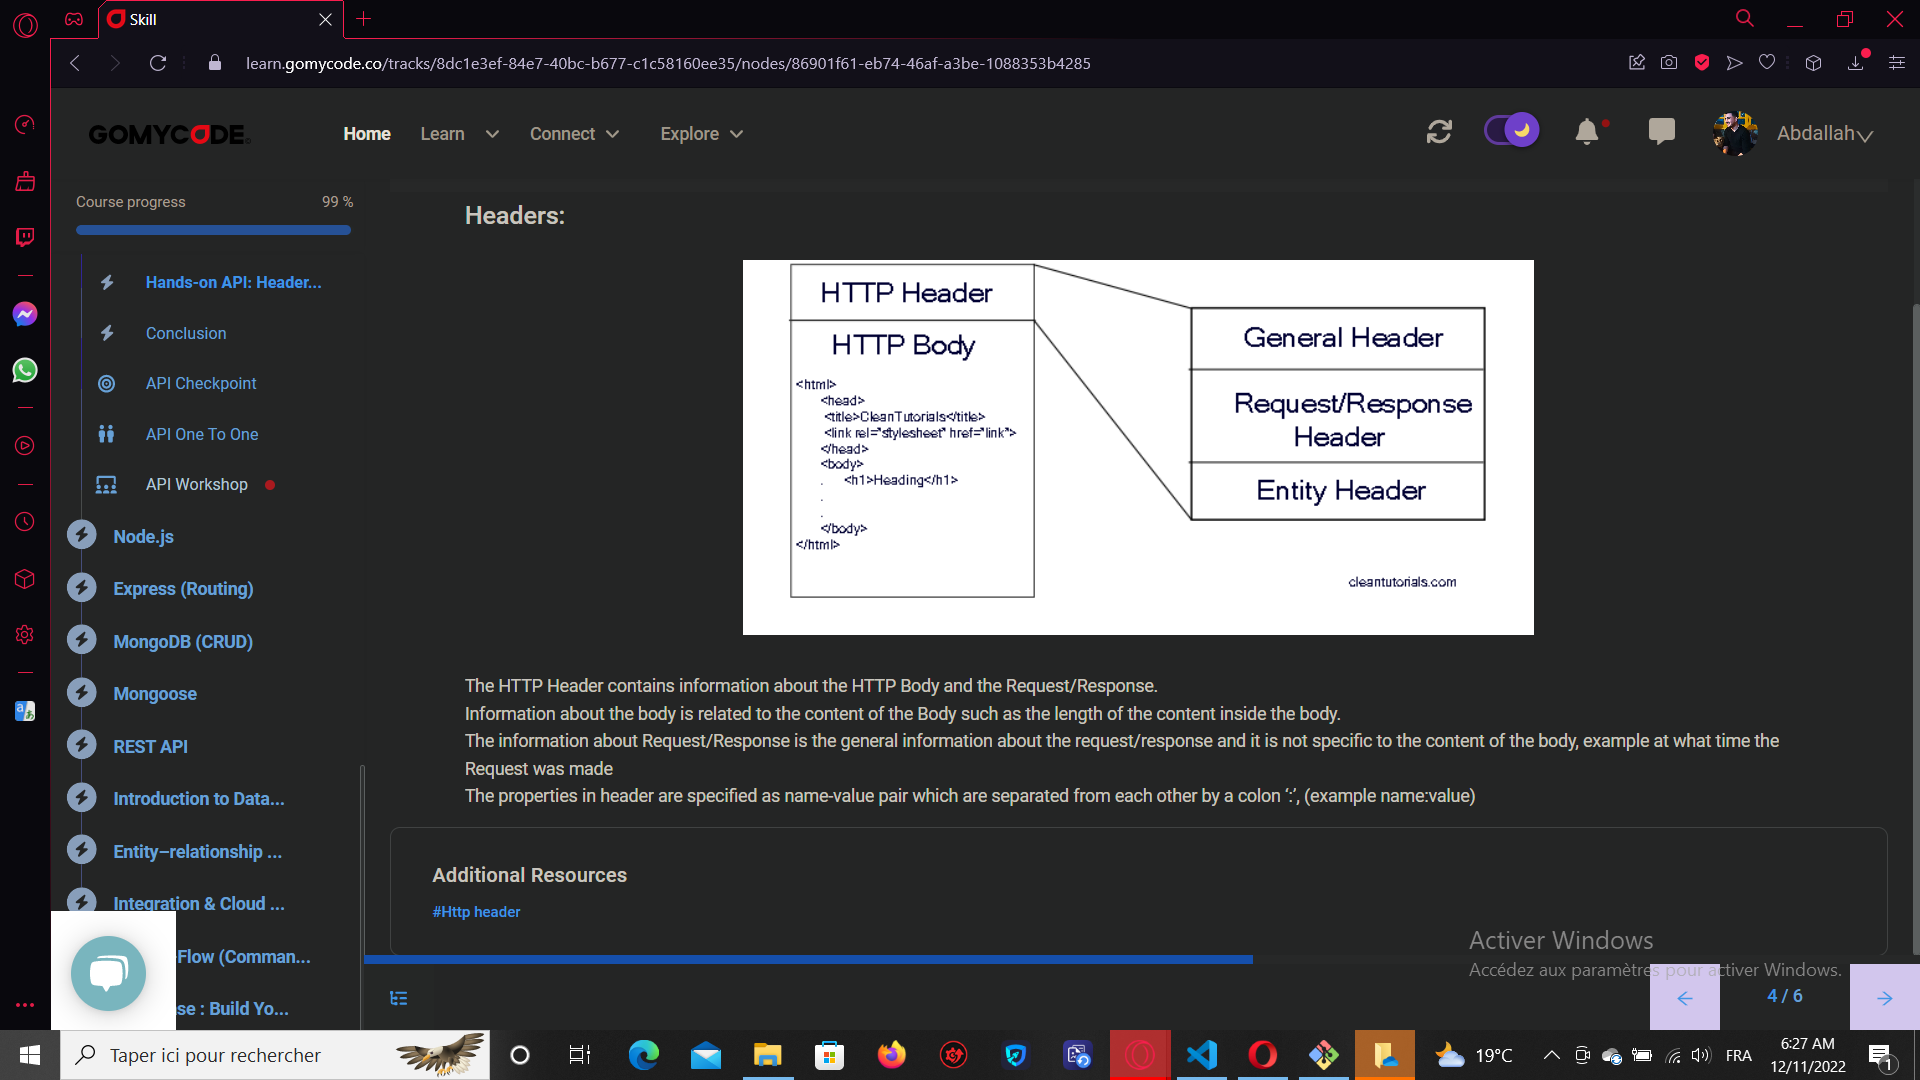 Skill
learn.gomycode.co/tracks/8dc1e3ef-84e7-40bc-b677-c1c58160ee35/nodes/86901f61-eb74-46af-a3be-1088353b4285
GOMYCODE
Home
Learn
Connect
Explore
Abdallah
Course progress
99 %
Hands-on API: Header...
Conclusion
API Checkpoint
API One To One
API Workshop
Node.js
Express (Routing)
MongoDB (CRUD)
Mongoose
REST API
Introduction to Data...
Entity–relationship ...
Integration & Cloud ...
Flow (Comman...
se : Build Yo...
Headers:
HTTP Header
HTTP Body
<html>
<head>
<title>CleanTutorials</title>
<link rel="stylesheet" href="link">
</head>
<body>
. <h1>Heading</h1>
.
.
</body>
</html>
General Header
Request/Response
Header
Entity Header
cleantutorials.com
The HTTP Header contains information about the HTTP Body and the Request/Response.
Information about the body is related to the content of the Body such as the length of the content inside the body.
The information about Request/Response is the general information about the request/response and it is not specific to the content of the body, example at what time the
Request was made
The properties in header are specified as name-value pair which are separated from each other by a colon ‘:’, (example name:value)
Additional Resources
#Http header
Activer Windows
Accédez aux paramètres pour activer Windows.
4 / 6
Taper ici pour rechercher
19°C
FRA
6:27 AM
12/11/2022
1